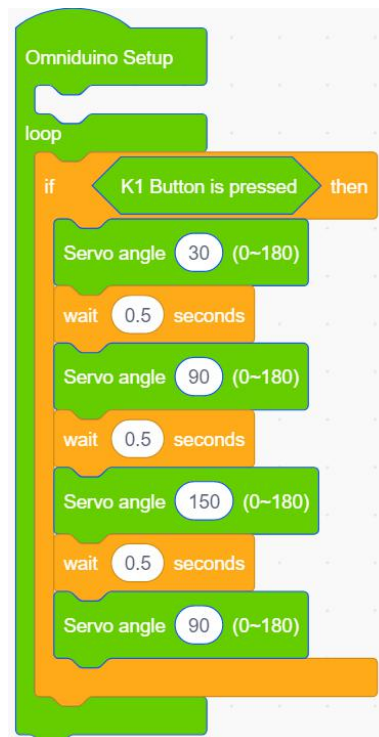 Omniduino Setup
loop
if K1 Button is pressed then
Servo angle 30 (0~180)
wait 0.5 seconds
Servo angle 90 (0~180)
wait 0.5 seconds
Servo angle 150 (0~180)
wait 0.5 seconds
Servo angle 90 (0~180)